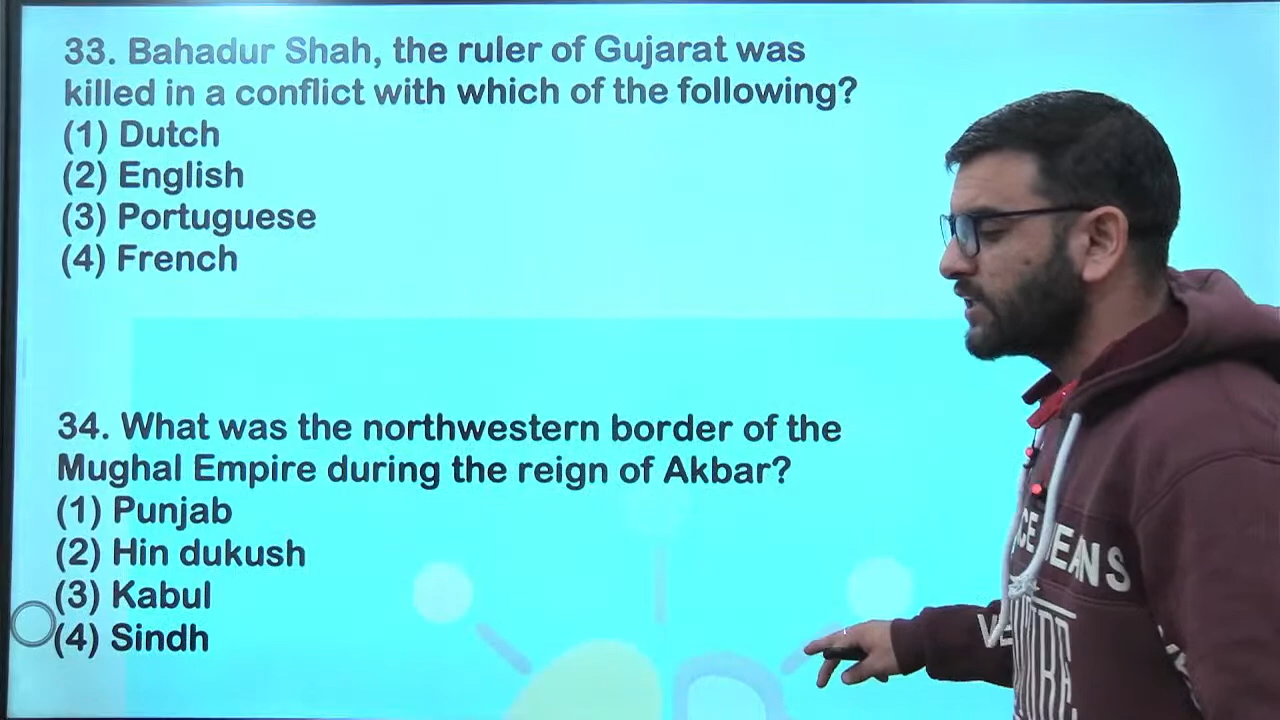 33. Bahadur Shah, the ruler of Gujarat was
killed in a conflict with which of the following?
(1) Dutch
(2) English
(3) Portuguese
(4) French
34. What was the northwestern border of the
Mughal Empire during the reign of Akbar?
(1) Punjab
(2) Hin dukush
(3) Kabul
(4) Sindh